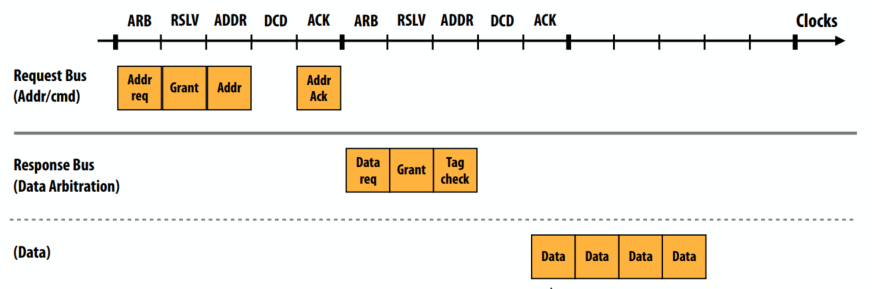 ARB RSLV ADDR DCD ACK ARB RSLV ADDR DCD ACK Clocks
Request Bus
(Addr/cmd)
Addr
req
Grant
Addr
Addr
Ack
Response Bus
(Data Arbitration)
Data
req
Grant
Tag
check
(Data)
Data Data Data Data